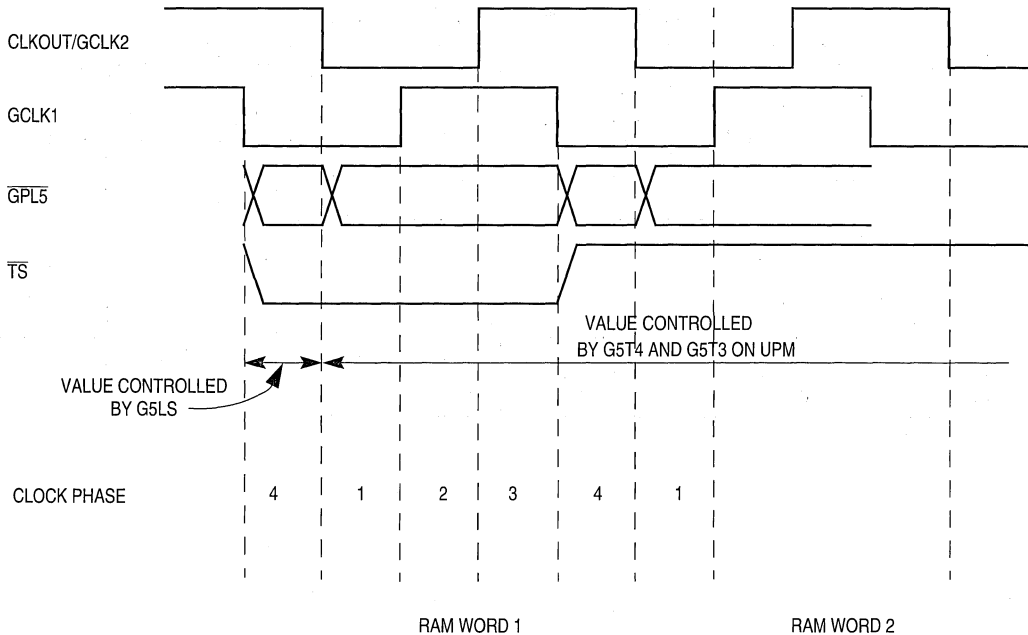 CLKOUT/GCLK2
GCLK1
GPL5
TS
VALUE CONTROLLED
BY G5T4 AND G5T3 ON UPM
VALUE CONTROLLED
BY G5LS
CLOCK PHASE 4 1 2 3 4 1
RAM WORD 1 RAM WORD 2